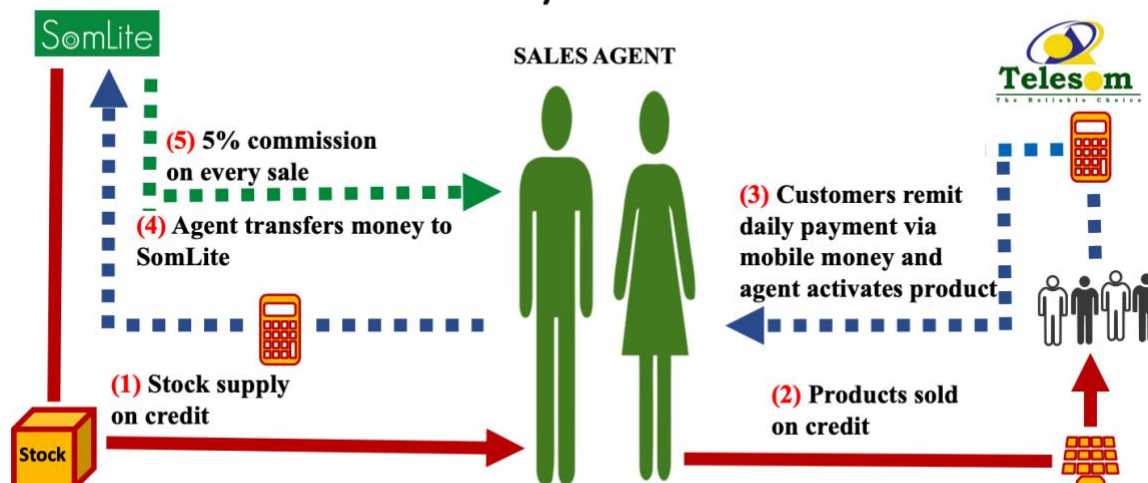 SomLite
SALES AGENT
Telesom
The Reliable Choice
(5) 5% commission
on every sale
(4) Agent transfers money to
SomLite
(3) Customers remit
daily payment via
mobile money and
agent activates product
(1) Stock supply
on credit
(2) Products sold
on credit
Stock